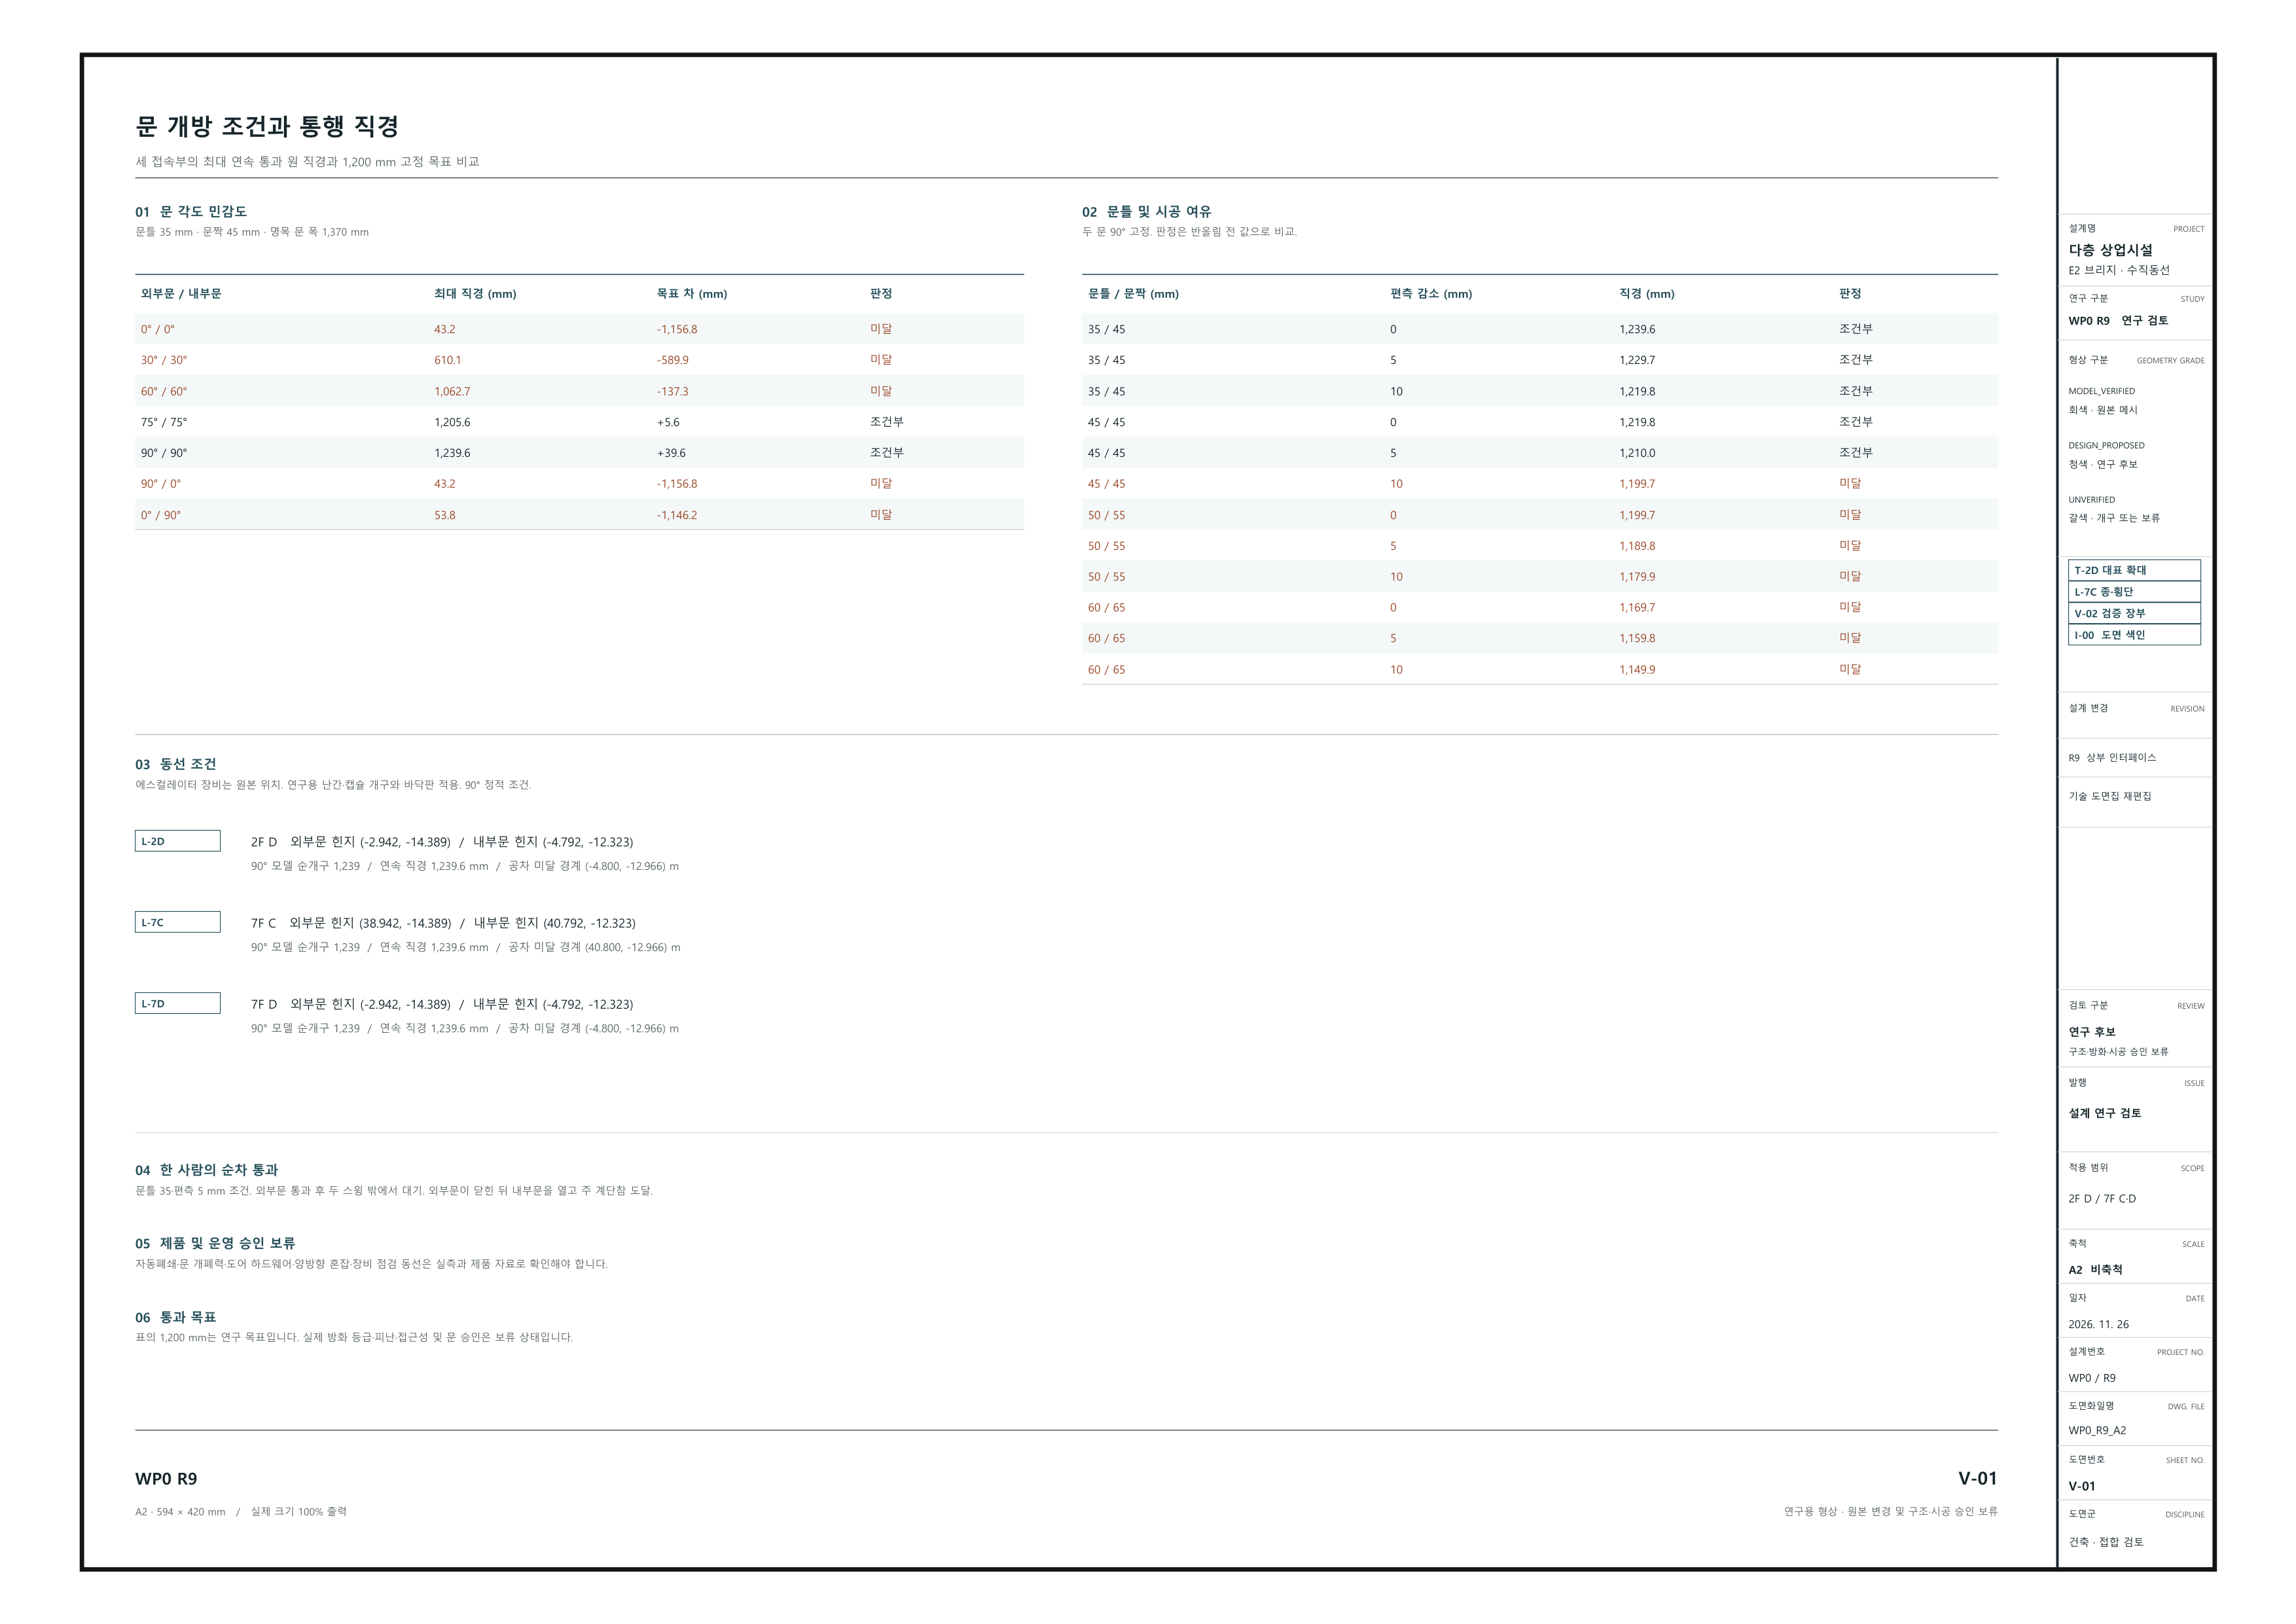 문 개방 조건과 통행 직경
세 접속부의 최대 연속 통과 원 직경과 1,200 mm 고정 목표 비교
01 문 각도 민감도
문틀 35 mm · 문짝 45 mm · 명목 문 폭 1,370 mm
외부문 / 내부문 최대 직경 (mm) 목표 차 (mm) 판정
0° / 0° 43.2 -1,156.8 미달
30° / 30° 610.1 -589.9 미달
60° / 60° 1,062.7 -137.3 미달
75° / 75° 1,205.6 +5.6 조건부
90° / 90° 1,239.6 +39.6 조건부
90° / 0° 43.2 -1,156.8 미달
0° / 90° 53.8 -1,146.2 미달
02 문틀 및 시공 여유
두 문 90° 고정. 판정은 반올림 전 값으로 비교.
문틀 / 문짝 (mm) 편측 감소 (mm) 직경 (mm) 판정
35 / 45 0 1,239.6 조건부
35 / 45 5 1,229.7 조건부
35 / 45 10 1,219.8 조건부
45 / 45 0 1,219.8 조건부
45 / 45 5 1,210.0 조건부
45 / 45 10 1,199.7 미달
50 / 55 0 1,199.7 미달
50 / 55 5 1,189.8 미달
50 / 55 10 1,179.9 미달
60 / 65 0 1,169.7 미달
60 / 65 5 1,159.8 미달
60 / 65 10 1,149.9 미달
03 동선 조건
에스컬레이터 장비는 원본 위치. 연구용 난간·캡슐 개구와 바닥판 적용. 90° 정적 조건.
L-2D 2F D 외부문 힌지 (-2.942, -14.389) / 내부문 힌지 (-4.792, -12.323)
90° 모델 순개구 1,239 / 연속 직경 1,239.6 mm / 공차 미달 경계 (-4.800, -12.966) m
L-7C 7F C 외부문 힌지 (38.942, -14.389) / 내부문 힌지 (40.792, -12.323)
90° 모델 순개구 1,239 / 연속 직경 1,239.6 mm / 공차 미달 경계 (40.800, -12.966) m
L-7D 7F D 외부문 힌지 (-2.942, -14.389) / 내부문 힌지 (-4.792, -12.323)
90° 모델 순개구 1,239 / 연속 직경 1,239.6 mm / 공차 미달 경계 (-4.800, -12.966) m
04 한 사람의 순차 통과
문틀 35·편측 5 mm 조건. 외부문 통과 후 두 스윙 밖에서 대기. 외부문이 닫힌 뒤 내부문을 열고 주 계단참 도달.
05 제품 및 운영 승인 보류
자동폐쇄·문 개폐력·도어 하드웨어·양방향 혼잡·장비 점검 동선은 실측과 제품 자료로 확인해야 합니다.
06 통과 목표
표의 1,200 mm는 연구 목표입니다. 실제 방화 등급·피난·접근성 및 문 승인은 보류 상태입니다.
WP0 R9
A2 · 594 × 420 mm / 실제 크기 100% 출력
V-01
연구용 형상 · 원본 변경 및 구조·시공 승인 보류
설계명 PROJECT
다층 상업시설
E2 브리지 · 수직동선
연구 구분 STUDY
WP0 R9 연구 검토
형상 구분 GEOMETRY GRADE
MODEL_VERIFIED
회색 · 원본 메시
DESIGN_PROPOSED
청색 · 연구 후보
UNVERIFIED
갈색 · 개구 또는 보류
T-2D 대표 확대
L-7C 종·횡단
V-02 검증 장부
I-00 도면 색인
설계 변경 REVISION
R9 상부 인터페이스
기술 도면집 재편집
검토 구분 REVIEW
연구 후보
구조·방화·시공 승인 보류
발행 ISSUE
설계 연구 검토
적용 범위 SCOPE
2F D / 7F C·D
축척 SCALE
A2 비축척
일자 DATE
2026. 11. 26
설계번호 PROJECT NO.
WP0 / R9
도면화일명 DWG. FILE
WP0_R9_A2
도면번호 SHEET NO.
V-01
도면군 DISCIPLINE
건축 · 접합 검토